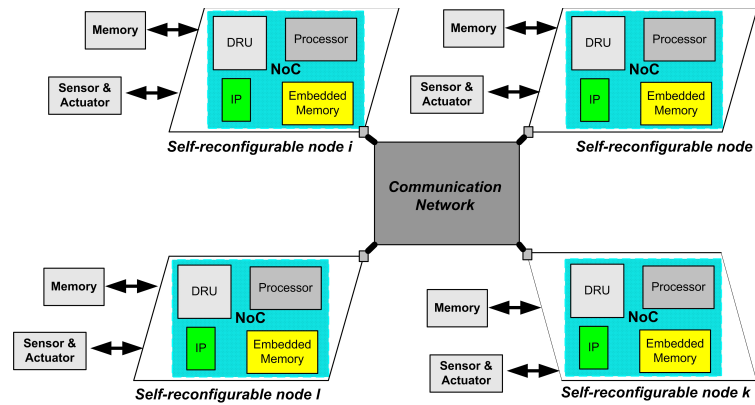 Memory
DRU
Processor
NoC
Sensor &
Actuator
IP
Embedded
Memory
Self-reconfigurable node i
Memory
DRU
Processor
NoC
Sensor &
Actuator
IP
Embedded
Memory
Self-reconfigurable node
Communication
Network
Memory
DRU
Processor
NoC
Sensor &
Actuator
IP
Embedded
Memory
Self-reconfigurable node l
Memory
DRU
Processor
NoC
Sensor &
Actuator
IP
Embedded
Memory
Self-reconfigurable node k